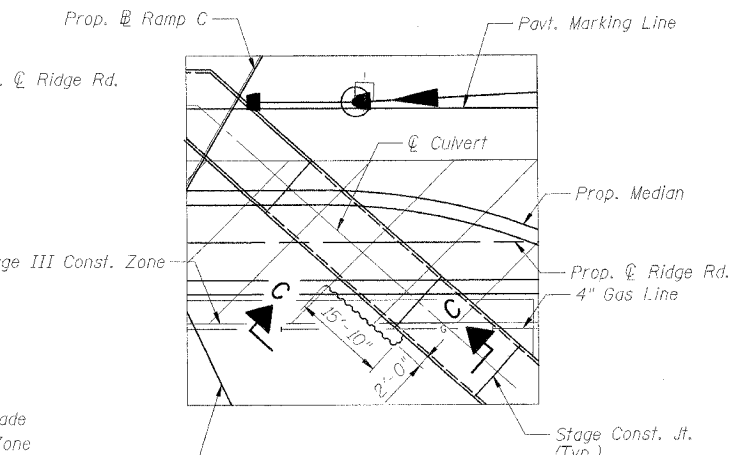 Prop. ⅊ Ramp C
Pavt. Marking Line
. ℄ Ridge Rd.
℄ Culvert
Prop. Median
ge III Const. Zone
Prop. ℄ Ridge Rd.
4" Gas Line
C
C
15'-10"
G
2'-0"
ade
Zone
Stage Const. Jt.
(Typ.)